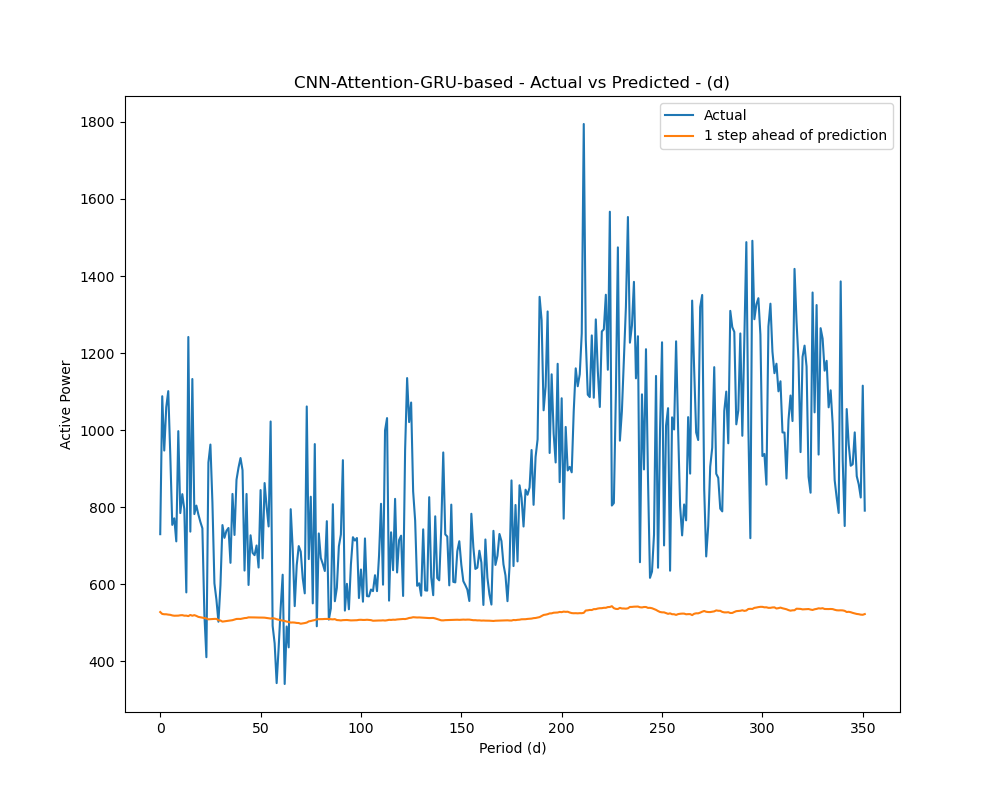 CNN-Attention-GRU-based - Actual vs Predicted - (d)
Actual
1 step ahead of prediction
1800
1600
1400
1200
1000
800
600
400
Active Power
0 50 100 150 200 250 300 350
Period (d)